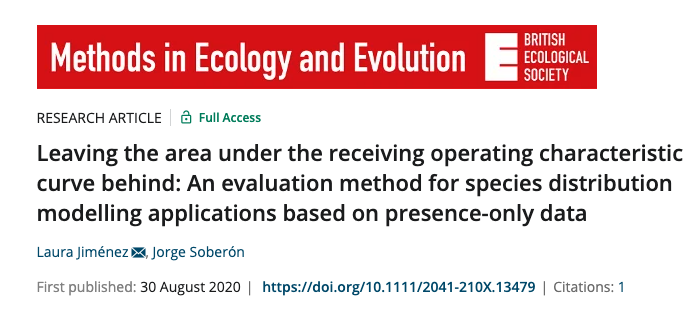 Methods in Ecology and Evolution
BRITISH
ECOLOGICAL
SOCIETY
RESEARCH ARTICLE
Full Access
Leaving the area under the receiving operating characteristic
curve behind: An evaluation method for species distribution
modelling applications based on presence-only data
Laura Jiménez, Jorge Soberón
First published: 30 August 2020 | https://doi.org/10.1111/2041-210X.13479 | Citations: 1